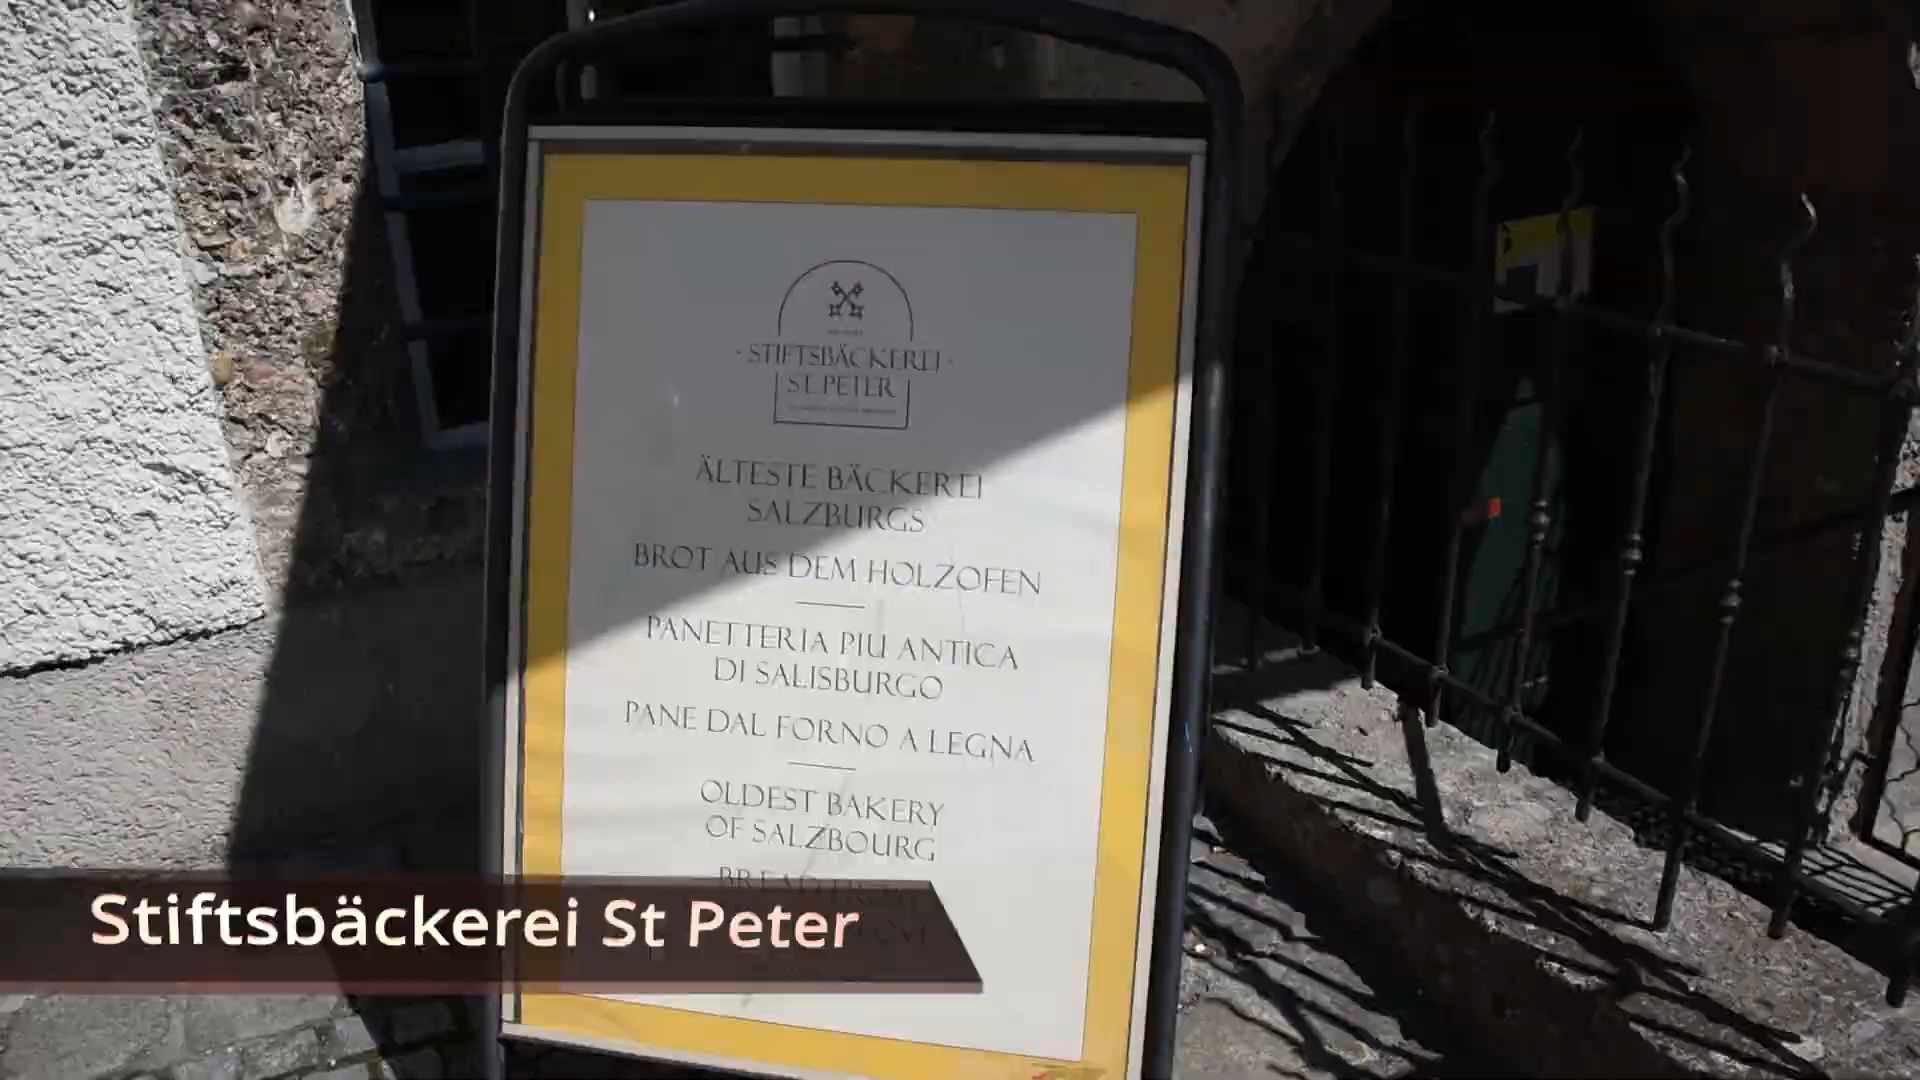 · STIFTSBÄCKEREI ·
ST. PETER
ÄLTESTE BÄCKEREI
SALZBURGS
BROT AUS DEM HOLZOFEN
PANETTERIA PIU ANTICA
DI SALISBURGO
PANE DAL FORNO A LEGNA
OLDEST BAKERY
OF SALZBOURG
Stiftsbäckerei St Peter